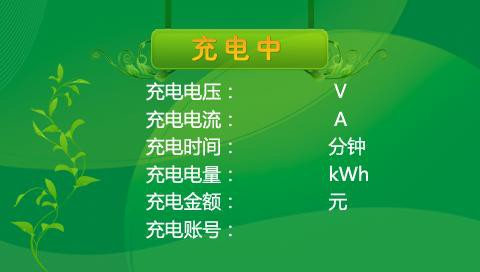 充电中
充电电压： V
充电电流： A
充电时间： 分钟
充电电量： kWh
充电金额： 元
充电账号：